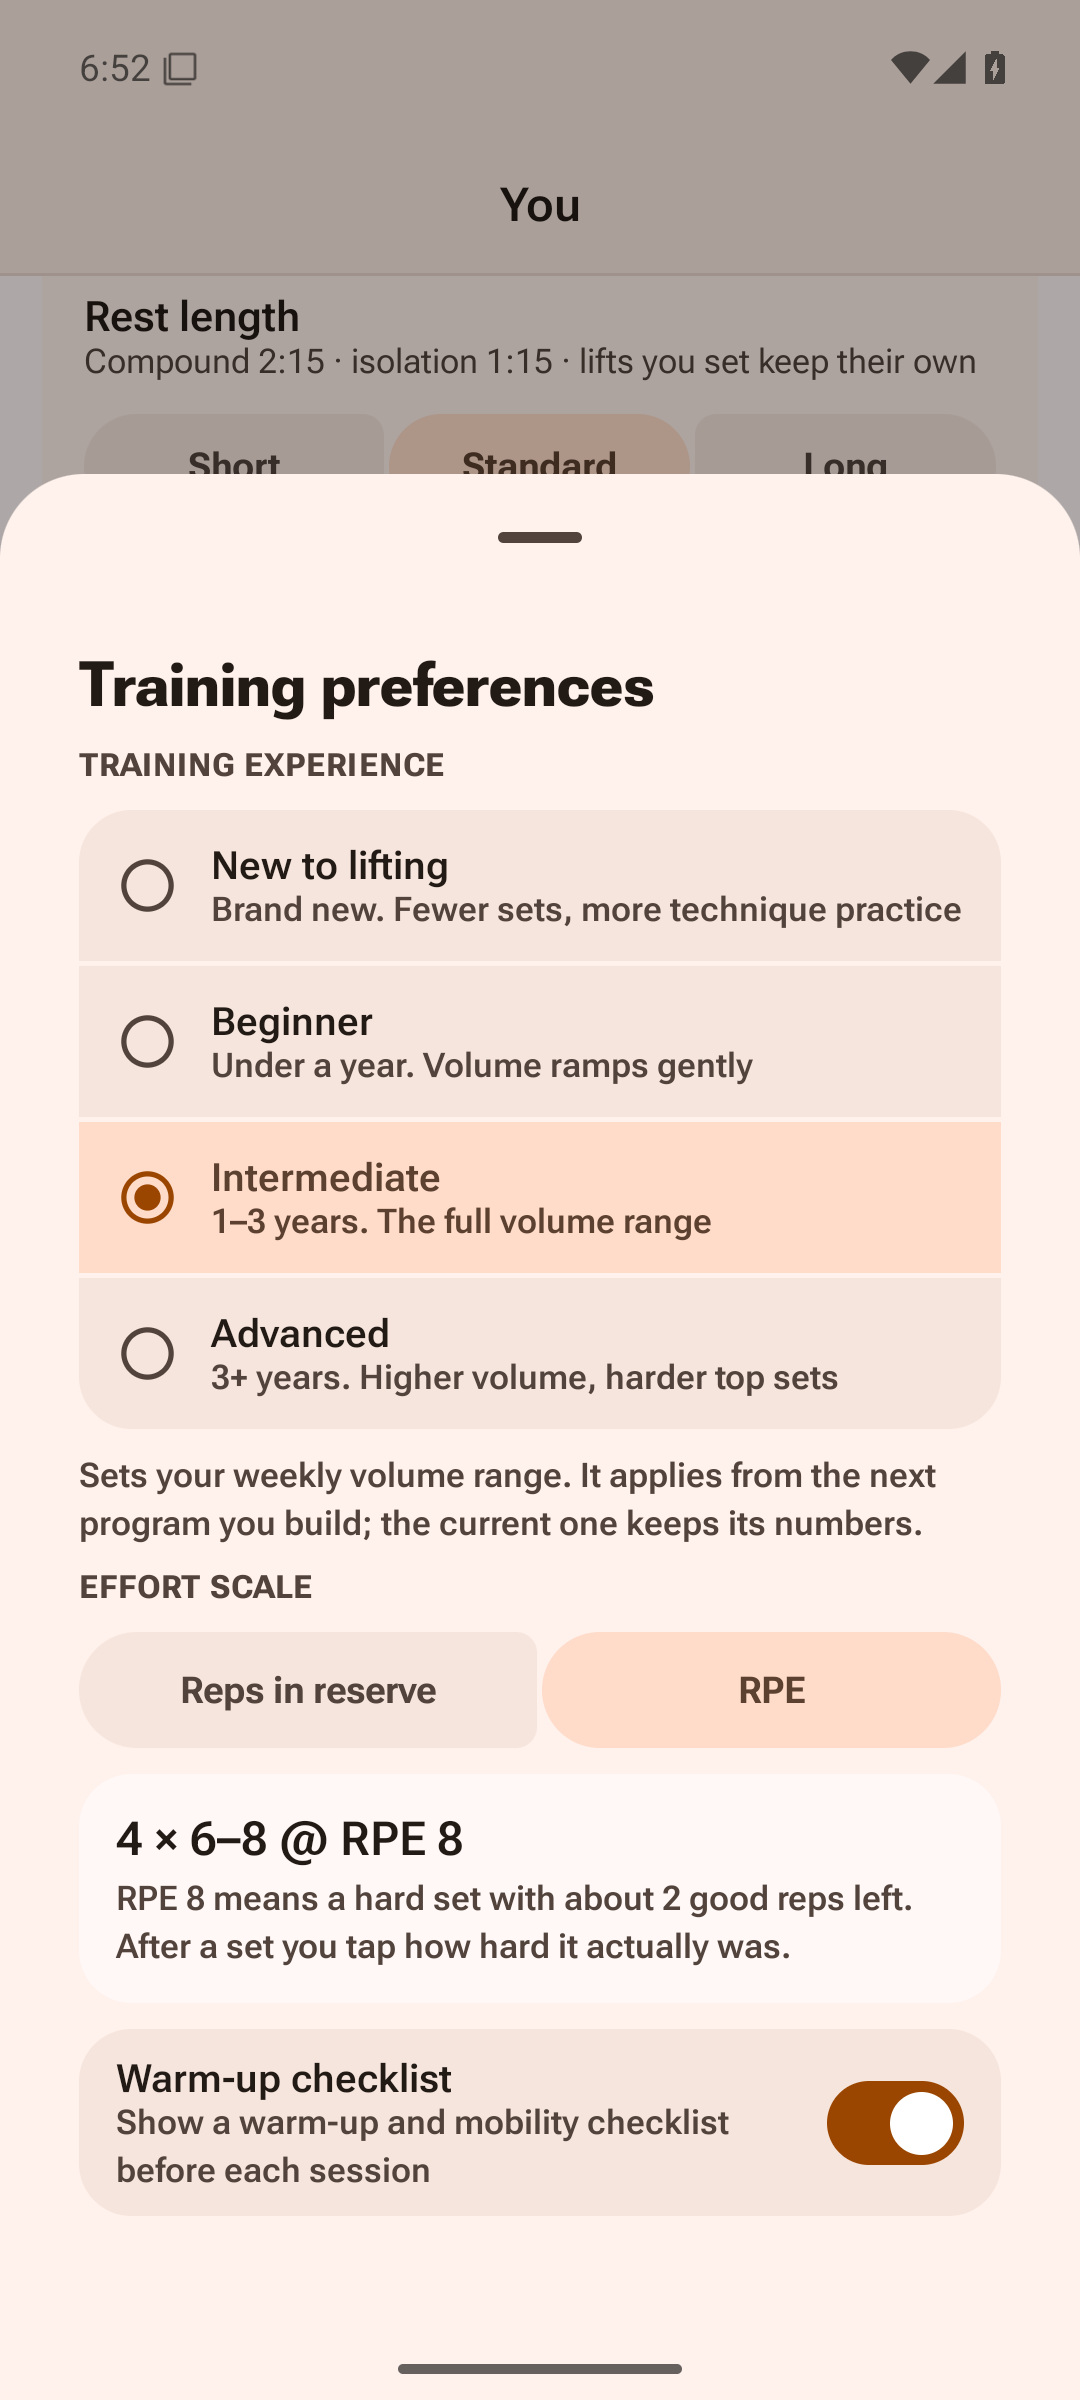 6:52
You
Rest length
Compound 2:15 · isolation 1:15 · lifts you set keep their own
Short Standard Long
Training preferences
TRAINING EXPERIENCE
New to lifting
Brand new. Fewer sets, more technique practice
Beginner
Under a year. Volume ramps gently
Intermediate
1–3 years. The full volume range
Advanced
3+ years. Higher volume, harder top sets
Sets your weekly volume range. It applies from the next
program you build; the current one keeps its numbers.
EFFORT SCALE
Reps in reserve RPE
4 × 6–8 @ RPE 8
RPE 8 means a hard set with about 2 good reps left.
After a set you tap how hard it actually was.
Warm-up checklist
Show a warm-up and mobility checklist
before each session